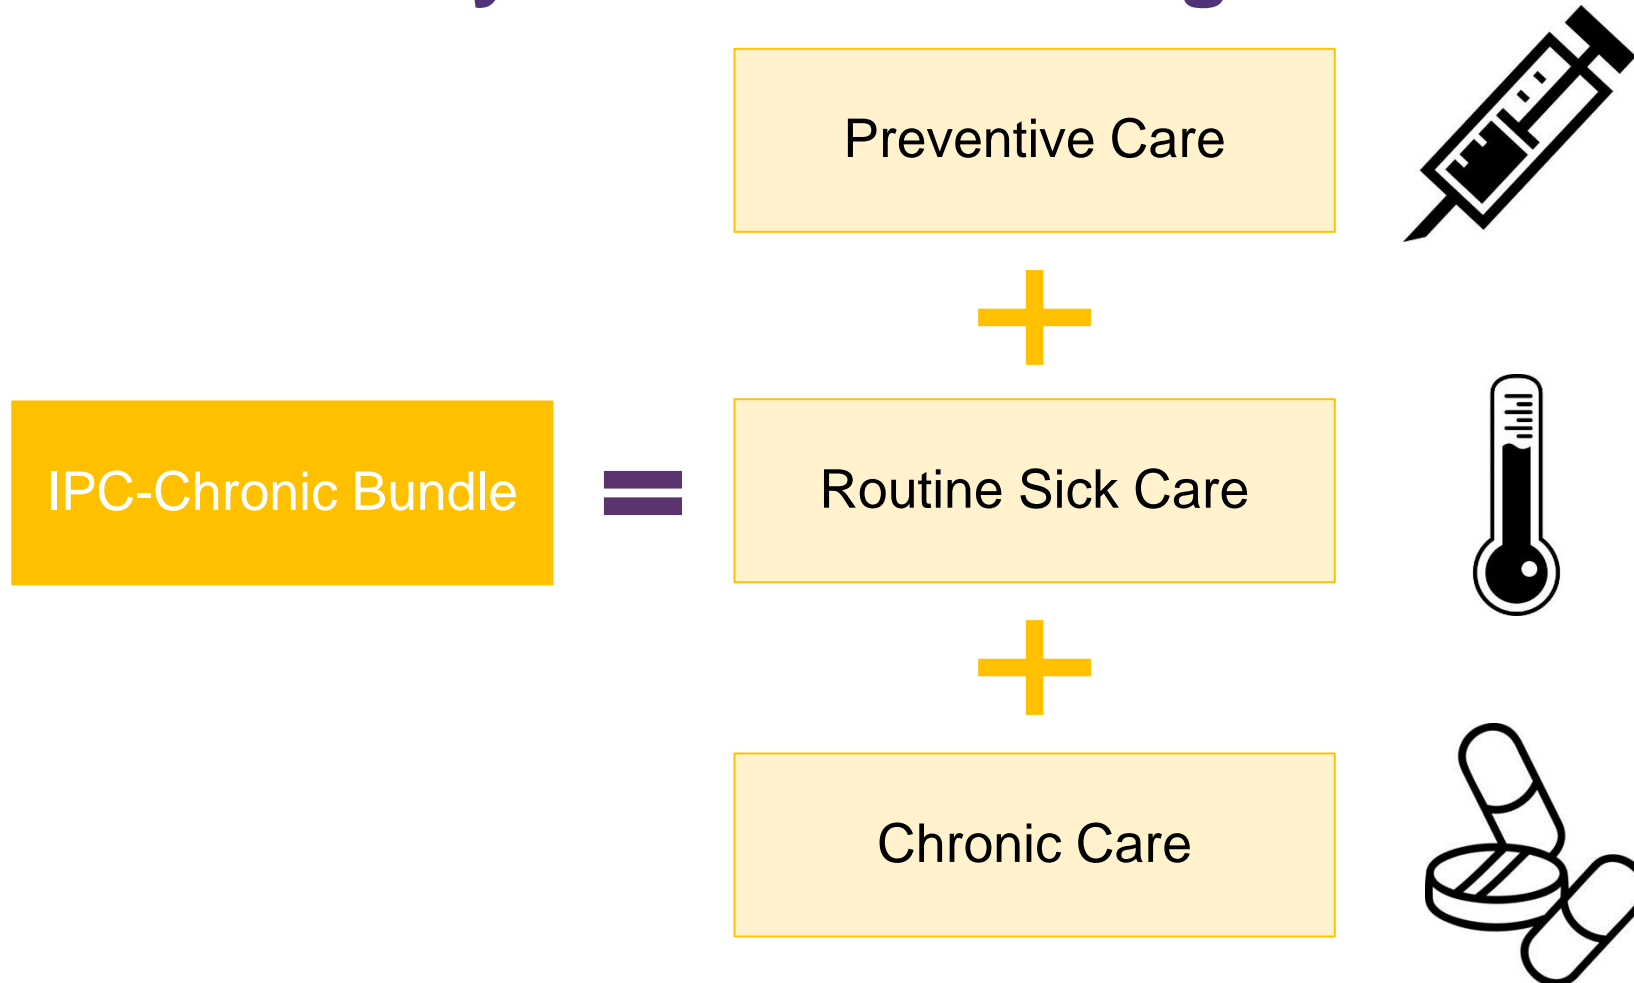 Preventive Care
IPC-Chronic Bundle
Routine Sick Care
Chronic Care